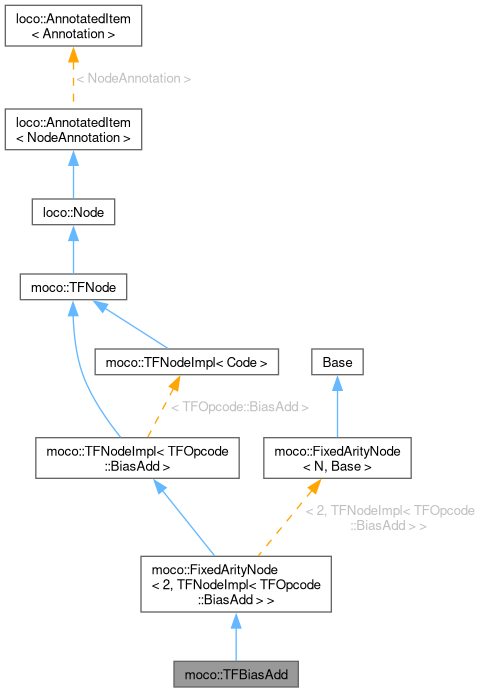 loco::AnnotatedItem
< Annotation >
< NodeAnnotation >
loco::AnnotatedItem
< NodeAnnotation >
loco::Node
moco::TFNode
moco::TFNodeImpl< Code >
Base
< TFOpcode::BiasAdd >
moco::TFNodeImpl< TFOpcode
::BiasAdd >
moco::FixedArityNode
< N, Base >
< 2, TFNodeImpl< TFOpcode
::BiasAdd > >
moco::FixedArityNode
< 2, TFNodeImpl< TFOpcode
::BiasAdd > >
moco::TFBiasAdd